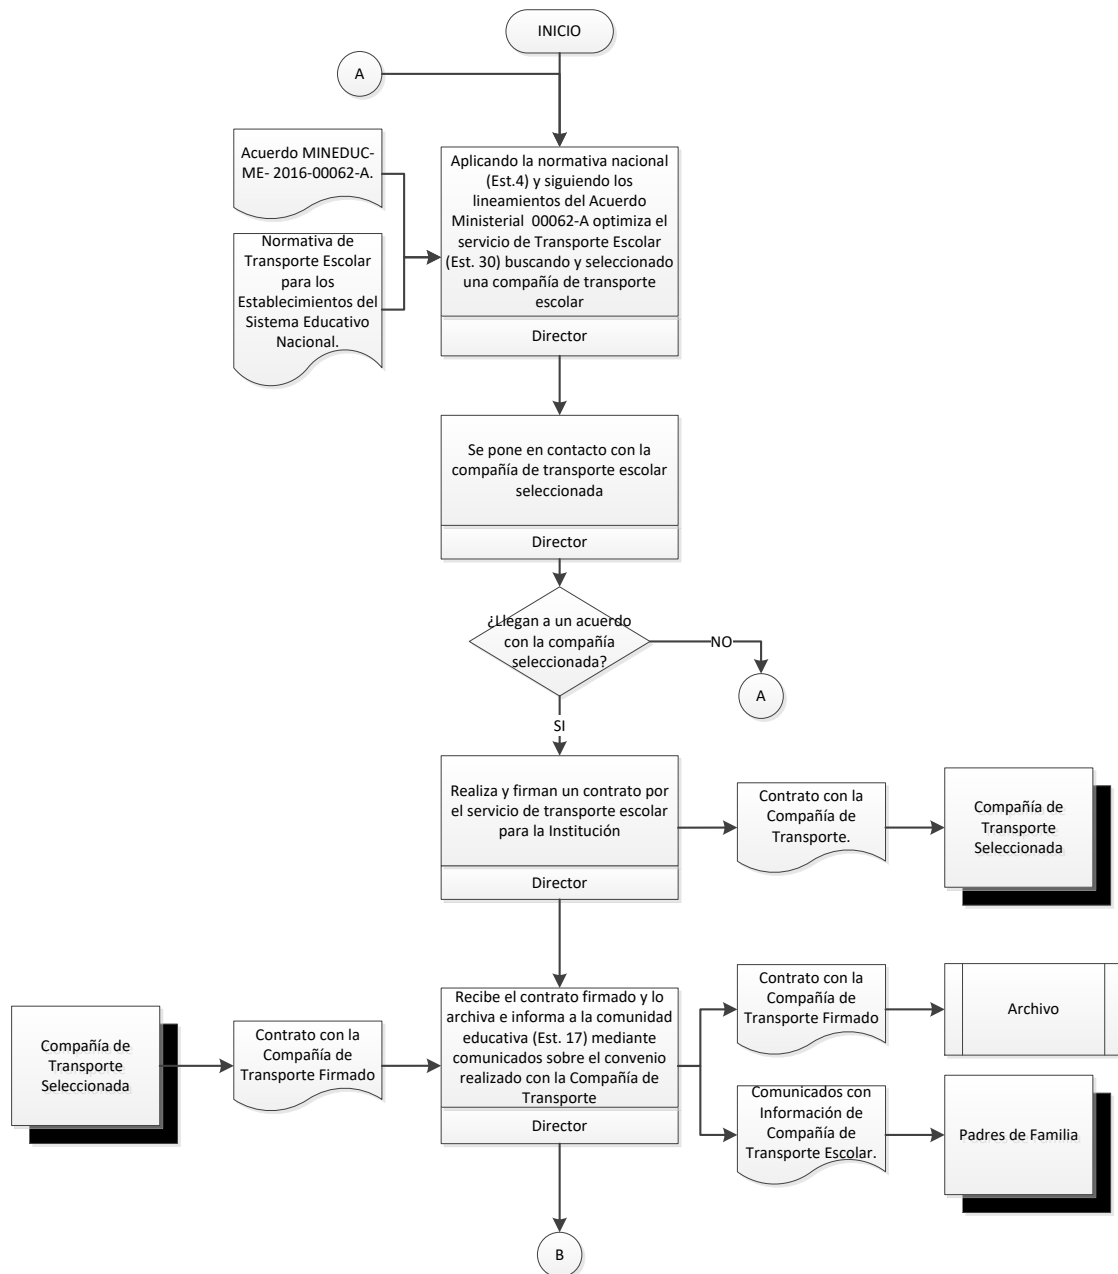 INICIO
A
Acuerdo MINEDUC-
ME- 2016-00062-A.
Normativa de
Transporte Escolar
para los
Establecimientos del
Sistema Educativo
Nacional.
Aplicando la normativa nacional
(Est.4) y siguiendo los
lineamientos del Acuerdo
Ministerial  00062-A optimiza el
servicio de Transporte Escolar
(Est. 30) buscando y seleccionado
una compañía de transporte
escolar
Director
Se pone en contacto con la
compañía de transporte escolar
seleccionada
Director
¿Llegan a un acuerdo
con la compañía
seleccionada?
NO
A
SI
Realiza y firman un contrato por
el servicio de transporte escolar
para la Institución
Director
Contrato con la
Compañía de
Transporte.
Compañía de
Transporte
Seleccionada
Compañía de
Transporte
Seleccionada
Contrato con la
Compañía de
Transporte Firmado
Recibe el contrato firmado y lo
archiva e informa a la comunidad
educativa (Est. 17) mediante
comunicados sobre el convenio
realizado con la Compañía de
Transporte
Director
Contrato con la
Compañía de
Transporte Firmado
Archivo
Comunicados con
Información de
Compañía de
Transporte Escolar.
Padres de Familia
B